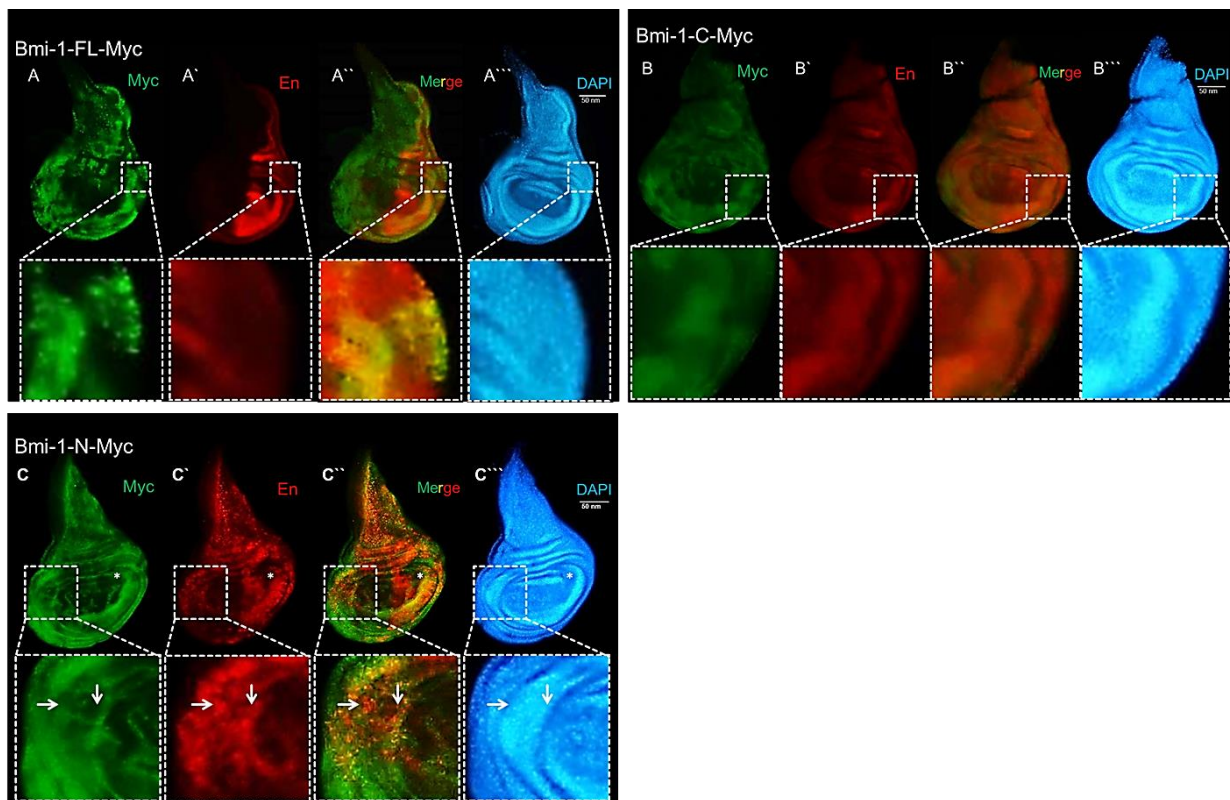 Bmi-1-FL-Myc
A Myc A` En A`` Merge A``` DAPI
50 nm
Bmi-1-C-Myc
B Myc B` En B`` Merge B``` DAPI
50 nm
Bmi-1-N-Myc
C Myc C` En C`` Merge C``` DAPI
50 nm
* * * *